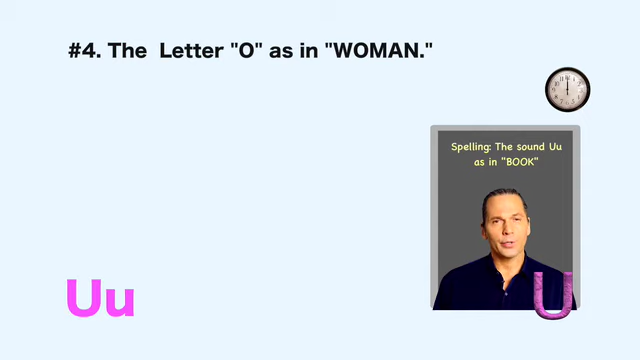 #4. The Letter "O" as in "WOMAN."
Spelling: The sound Uu
as in "BOOK"
Uu
U